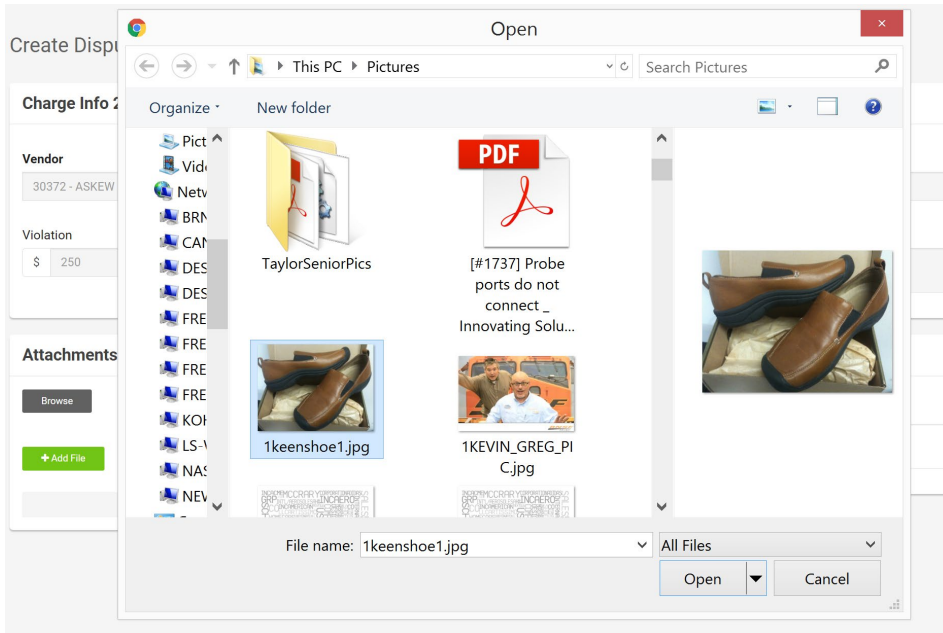 Open
Create Dispu
This PC
Pictures
Search Pictures
Charge Info 2
Organize
New folder
Vendor
30372 - ASKEW
Violation
$ 250
Attachments
Browse
+ Add File
Pict
Vide
Netw
BRN
CAN
DES
DES
FRE
FRE
FRE
FRE
KOH
LS-W
NAS
NEV
TaylorSeniorPics
PDF
[#1737] Probe
ports do not
connect _
Innovating Solu...
1keenshoe1.jpg
1KEVIN_GREG_PI
C.jpg
File name: 1keenshoe1.jpg
All Files
Open
Cancel